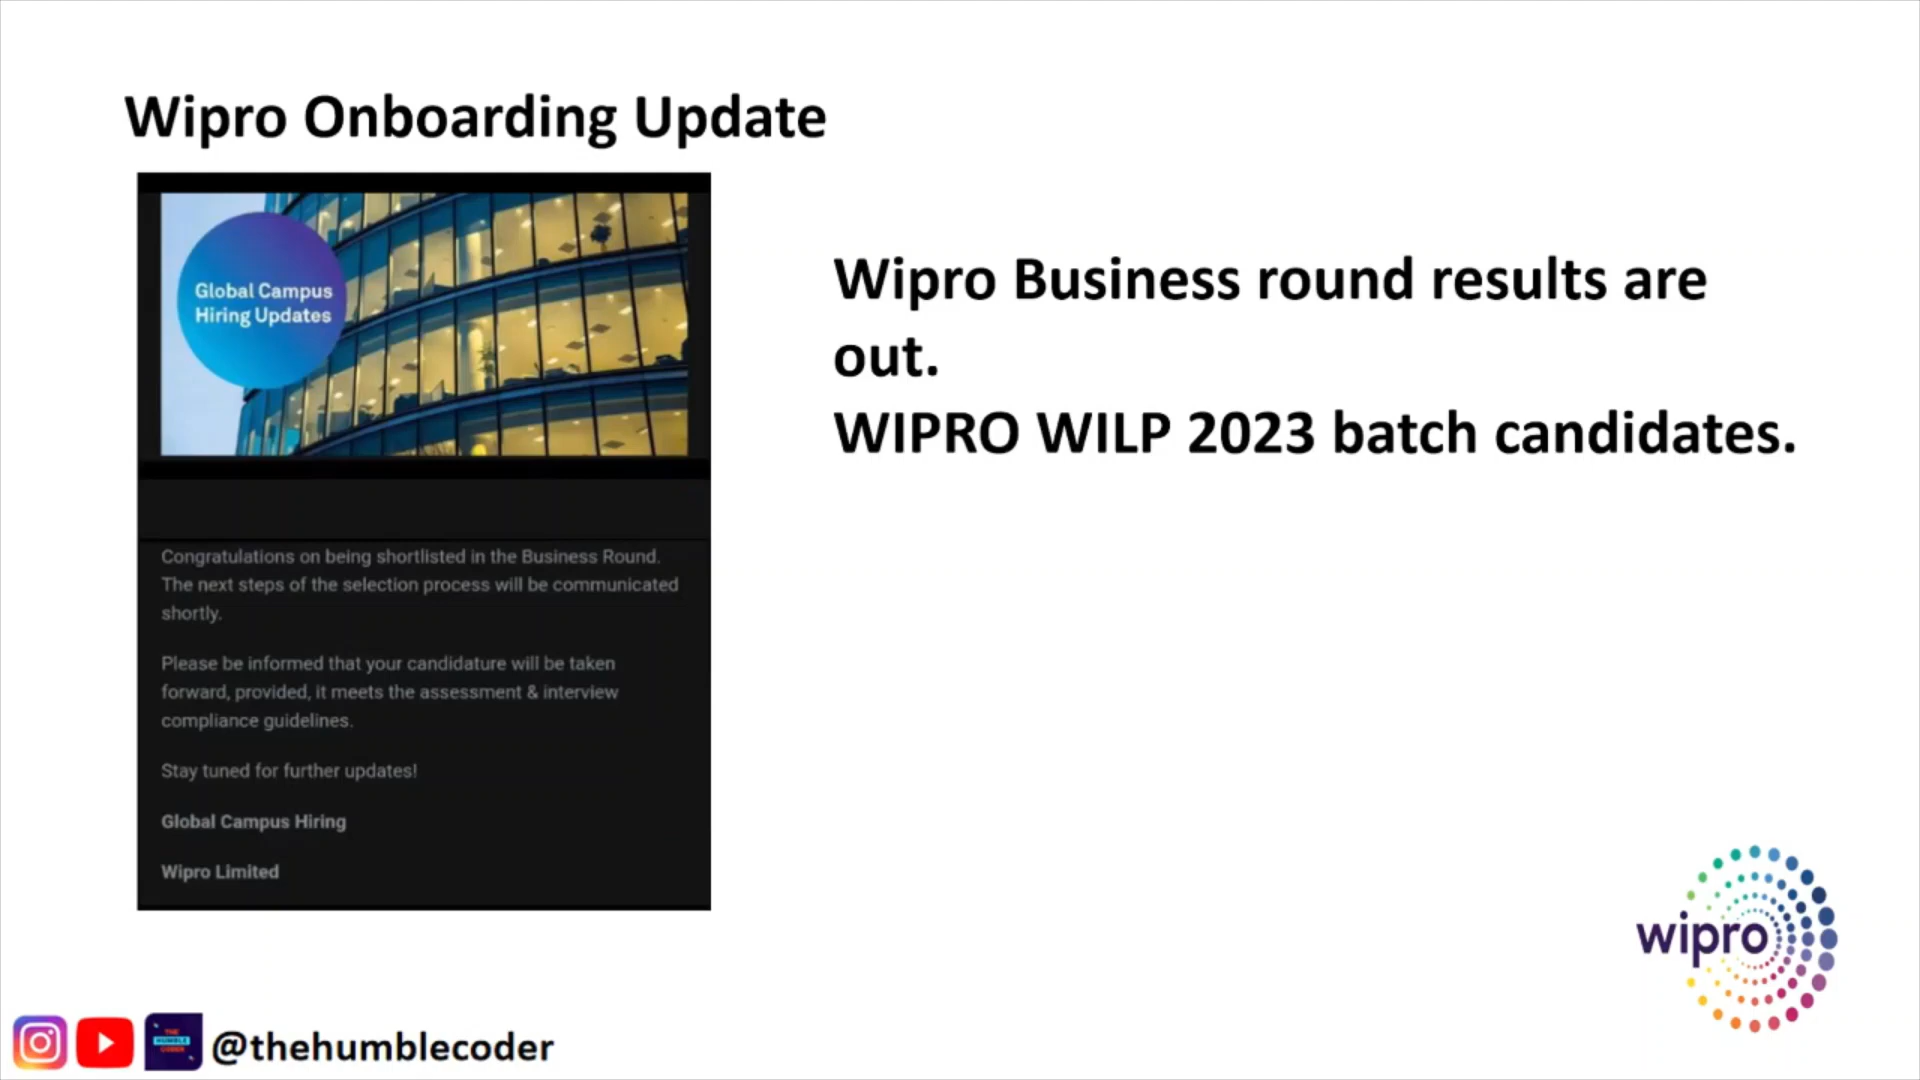 Wipro Onboarding Update
Global Campus
Hiring Updates
Congratulations on being shortlisted in the Business Round.
The next steps of the selection process will be communicated
shortly.
Please be informed that your candidature will be taken
forward, provided, it meets the assessment & interview
compliance guidelines.
Stay tuned for further updates!
Global Campus Hiring
Wipro Limited
Wipro Business round results are
out.
WIPRO WILP 2023 batch candidates.
wipro
THE
HUMBLE
CODER
@thehumblecoder